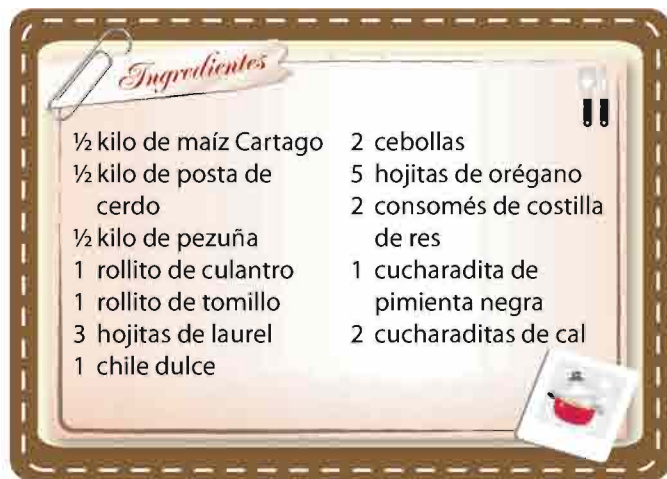 Ingredientes
½ kilo de maíz Cartago
½ kilo de posta de
cerdo
½ kilo de pezuña
1 rollito de culantro
1 rollito de tomillo
3 hojitas de laurel
1 chile dulce
2 cebollas
5 hojitas de orégano
2 consomés de costilla
de res
1 cucharadita de
pimienta negra
2 cucharaditas de cal